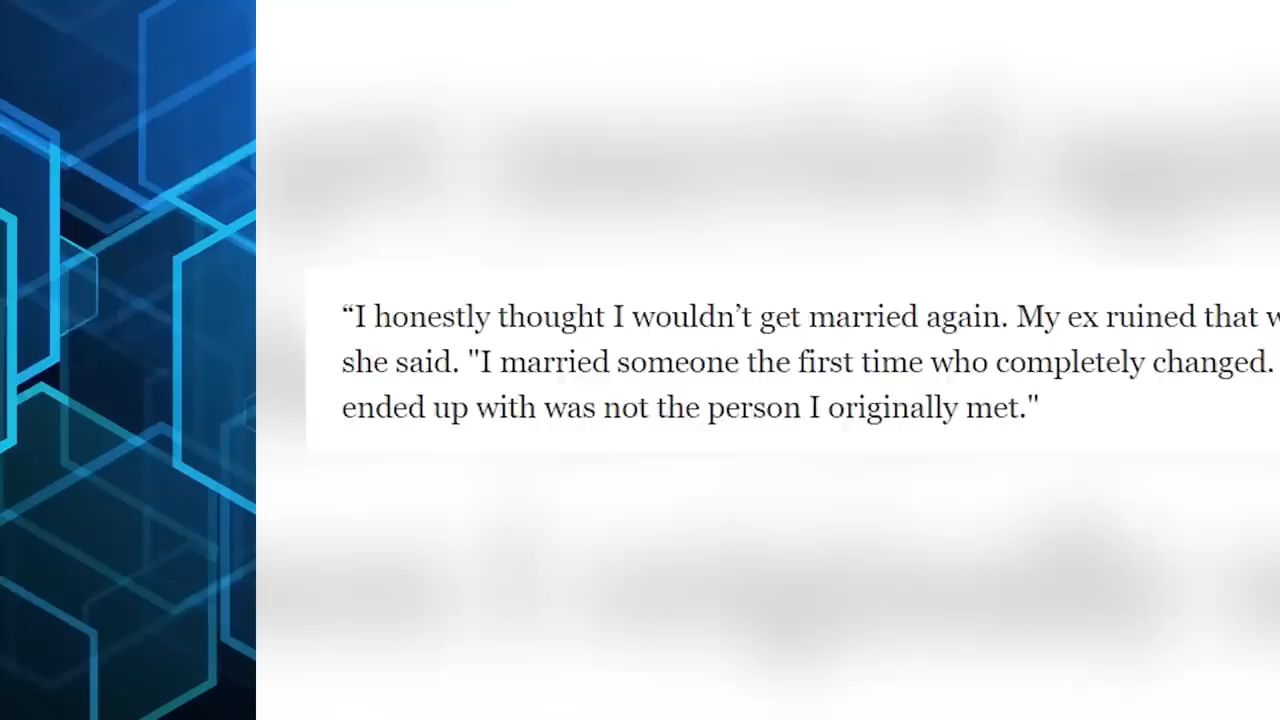 “I honestly thought I wouldn’t get married again. My ex ruined that
she said. "I married someone the first time who completely changed.
ended up with was not the person I originally met."